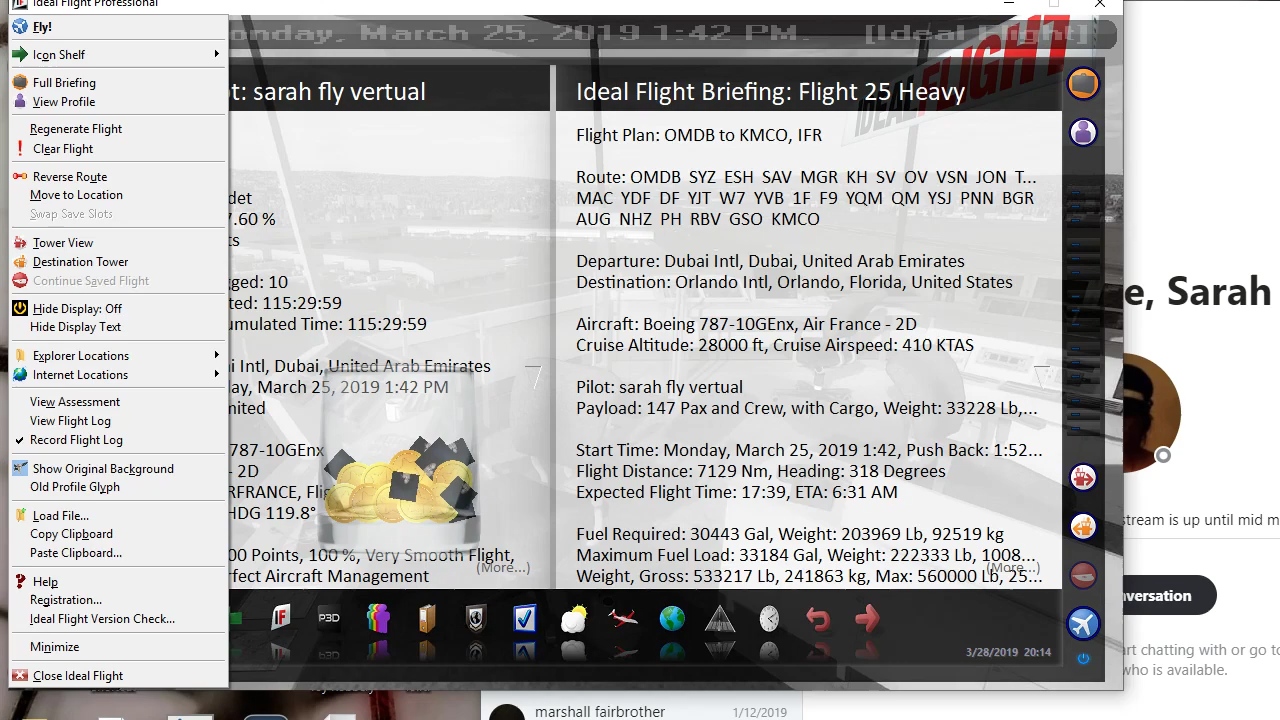 Ideal Flight Professional
Fly!
Icon Shelf
Full Briefing
View Profile
Regenerate Flight
Clear Flight
Reverse Route
Move to Location
Swap Save Slots
Tower View
Destination Tower
Continue Saved Flight
Hide Display: Off
Hide Display Text
Explorer Locations
Internet Locations
View Assessment
View Flight Log
Record Flight Log
Show Original Background
Old Profile Glyph
Load File...
Copy Clipboard
Paste Clipboard...
Help
Registration...
Ideal Flight Version Check...
Minimize
Close Ideal Flight
onday, March 25, 2019 1:42 PM. [Ideal Flight]
IDEAL FLIGHT
t: sarah fly vertual
det
7.60 %
ts
ged: 10
ted: 115:29:59
umulated Time: 115:29:59
i Intl, Dubai, United Arab Emirates
ay, March 25, 2019 1:42 PM
mited
787-10GEnx
- 2D
RFRANCE, Flig
HDG 119.8°
00 Points, 100 %, Very Smooth Flight,
rfect Aircraft Management
(More...)
Ideal Flight Briefing: Flight 25 Heavy
Flight Plan: OMDB to KMCO, IFR
Route: OMDB SYZ ESH SAV MGR KH SV OV VSN JON T...
MAC YDF DF YJT W7 YVB 1F F9 YQM QM YSJ PNN BGR
AUG NHZ PH RBV GSO KMCO
Departure: Dubai Intl, Dubai, United Arab Emirates
Destination: Orlando Intl, Orlando, Florida, United States
Aircraft: Boeing 787-10GEnx, Air France - 2D
Cruise Altitude: 28000 ft, Cruise Airspeed: 410 KTAS
Pilot: sarah fly vertual
Payload: 147 Pax and Crew, with Cargo, Weight: 33228 Lb,...
Start Time: Monday, March 25, 2019 1:42, Push Back: 1:52...
Flight Distance: 7129 Nm, Heading: 318 Degrees
Expected Flight Time: 17:39, ETA: 6:31 AM
Fuel Required: 30443 Gal, Weight: 203969 Lb, 92519 kg
Maximum Fuel Load: 33184 Gal, Weight: 222333 Lb, 1008...
Weight, Gross: 533217 Lb, 241863 kg, Max: 560000 Lb, 25...
(More...)
IF
P3D
3/28/2019 20:14
e, Sarah
stream is up until mid m
nversation
art chatting with or go to
who is available.
marshall fairbrother
1/12/2019